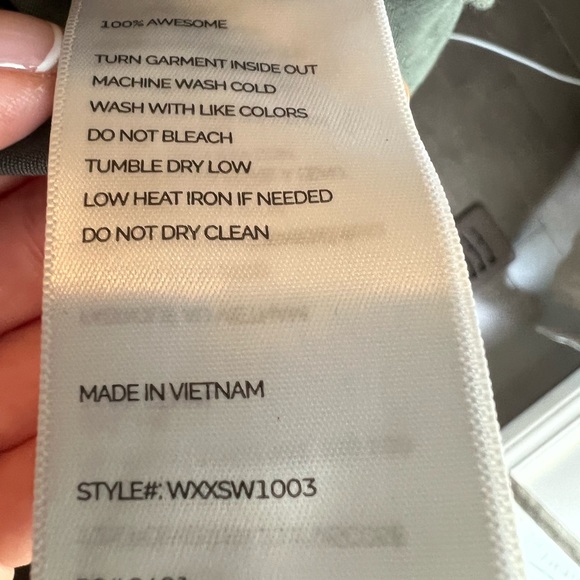 100% AWESOME
TURN GARMENT INSIDE OUT
MACHINE WASH COLD
WASH WITH LIKE COLORS
DO NOT BLEACH
TUMBLE DRY LOW
LOW HEAT IRON IF NEEDED
DO NOT DRY CLEAN
MADE IN VIETNAM
STYLE#: WXXSW1003